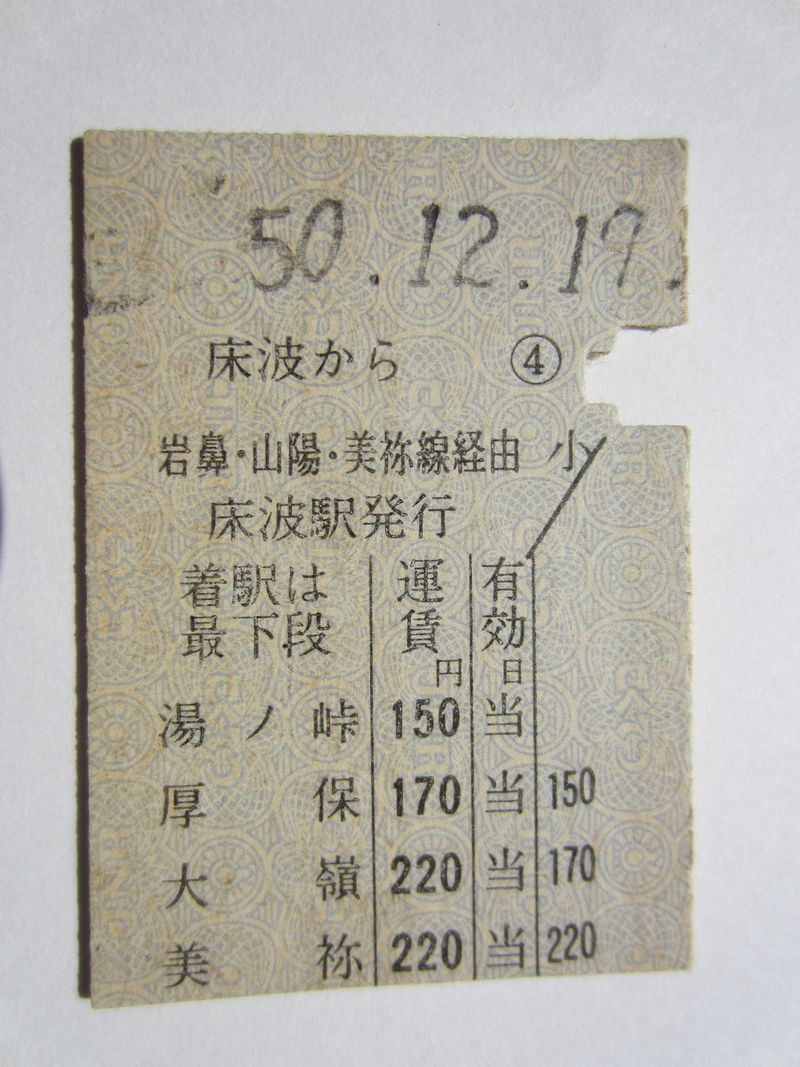 50.12.19.
床波から ④
岩鼻・山陽・美祢線経由 小
床波駅発行
着駅は最下段 運賃円 有効日
湯ノ峠 150 当
厚保 170 当 150
大嶺 220 当 170
美祢 220 当 220